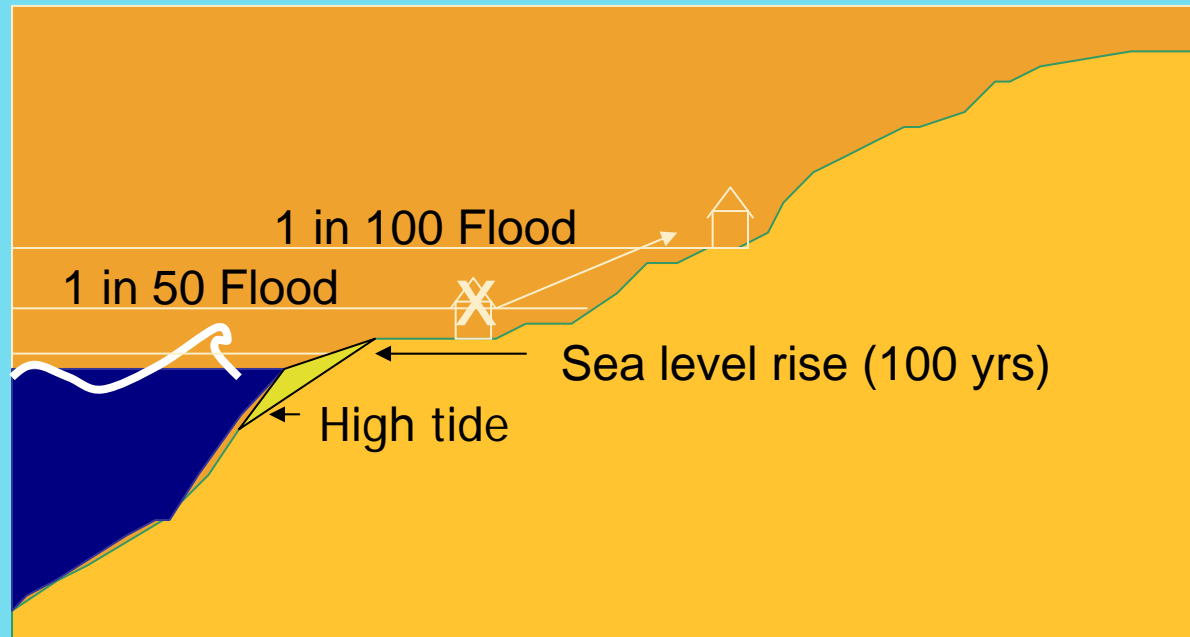 1 in 100 Flood
1 in 50 Flood
X
Sea level rise (100 yrs)
High tide